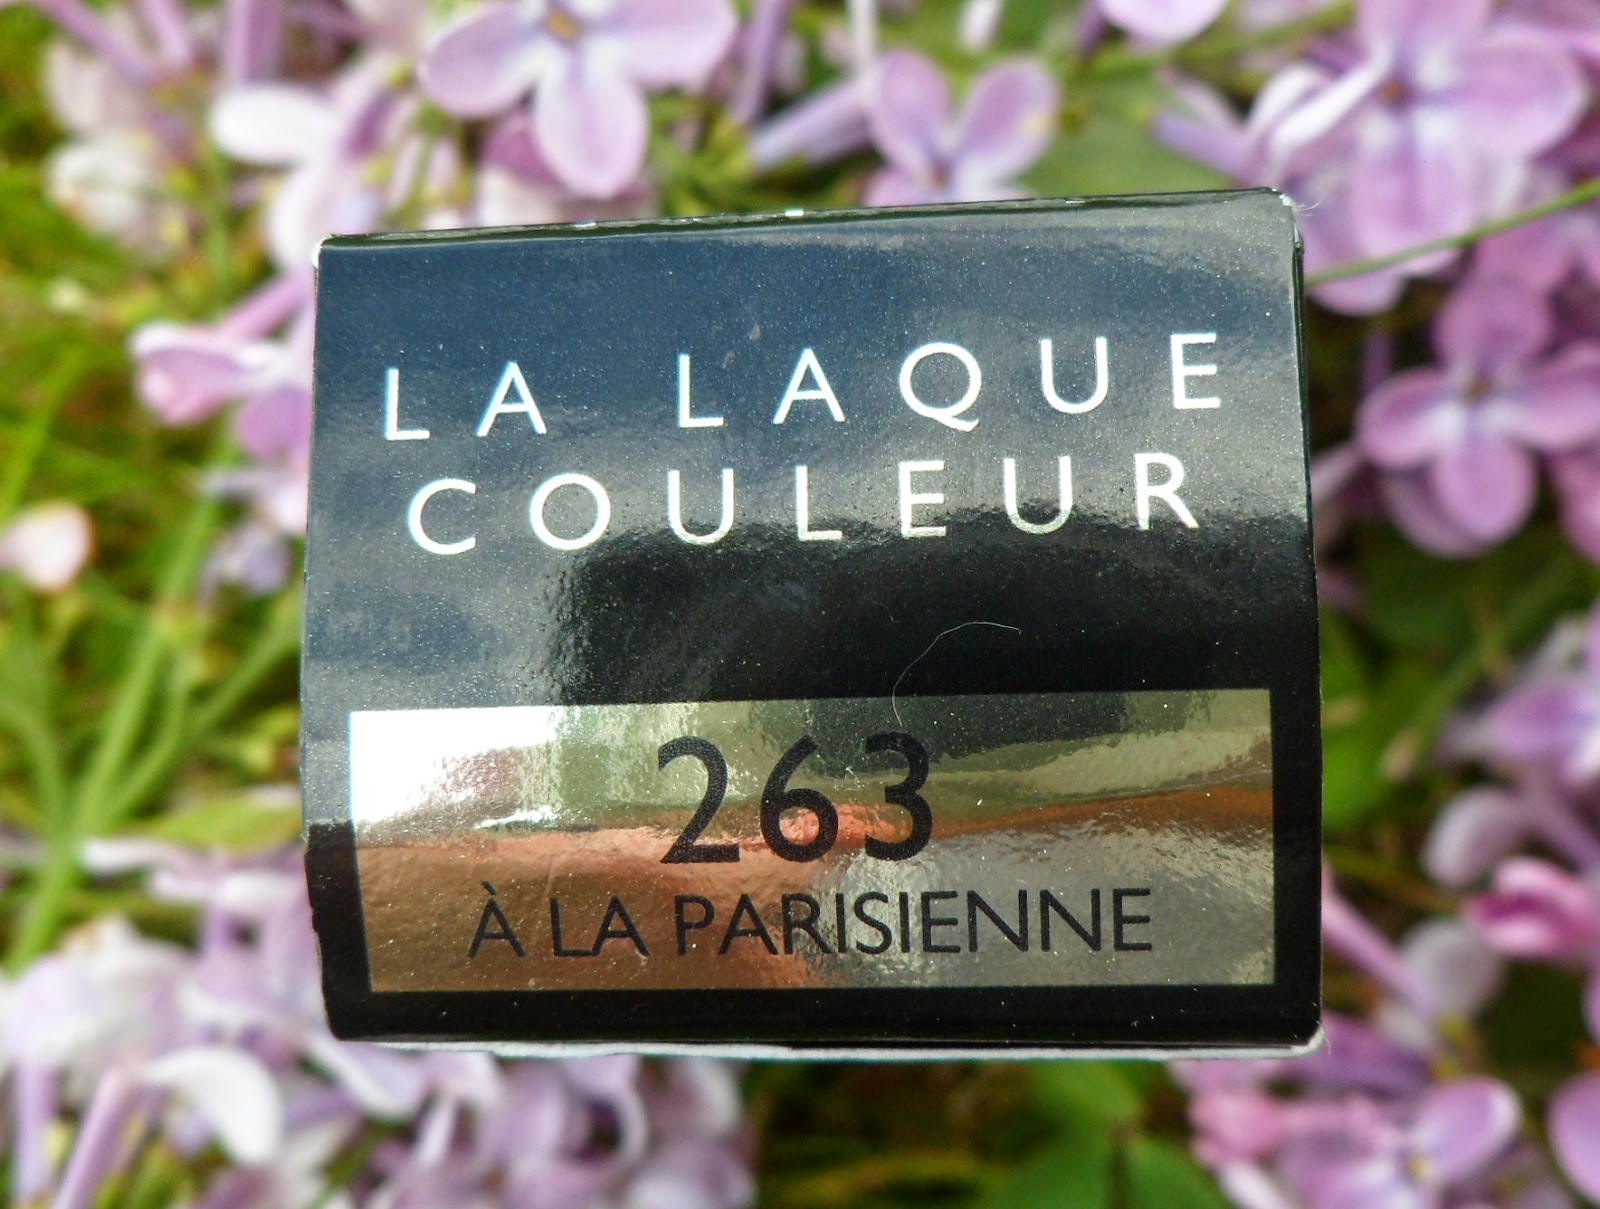 LA LAQUE
COULEUR
263
À LA PARISIENNE